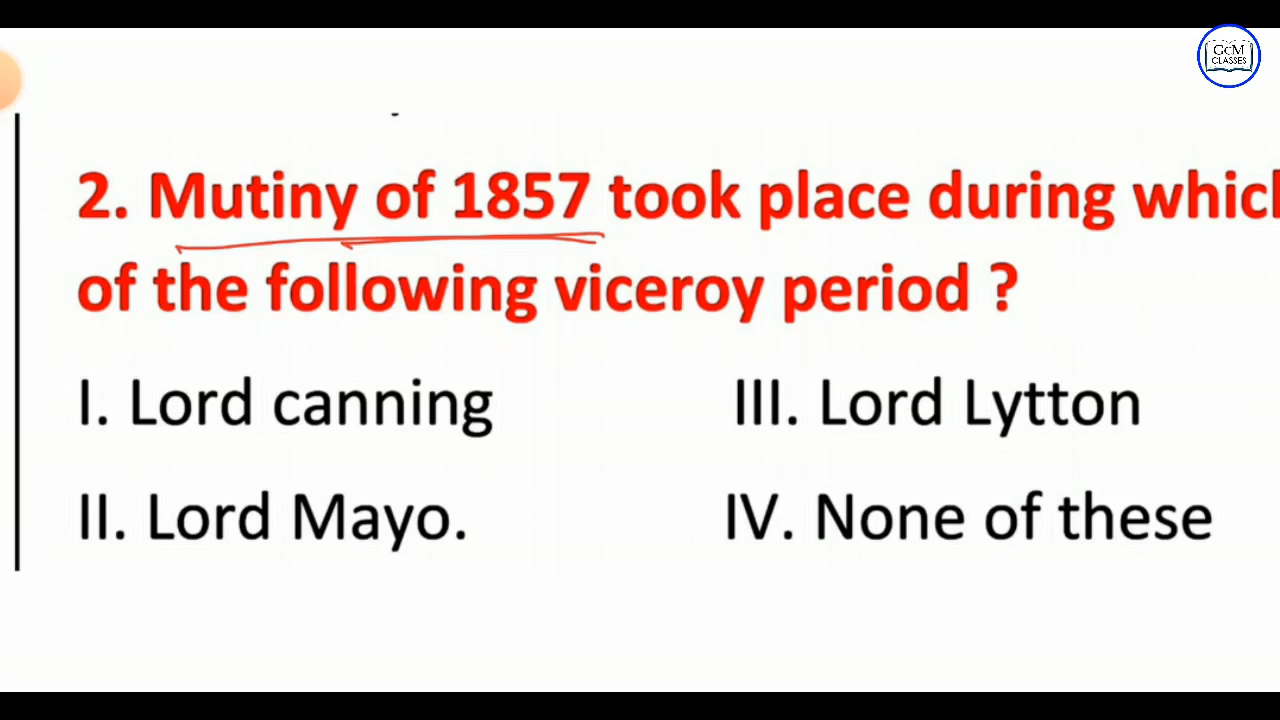 GCM
CLASSES
2. Mutiny of 1857 took place during which
of the following viceroy period ?
I. Lord canning
III. Lord Lytton
II. Lord Mayo.
IV. None of these